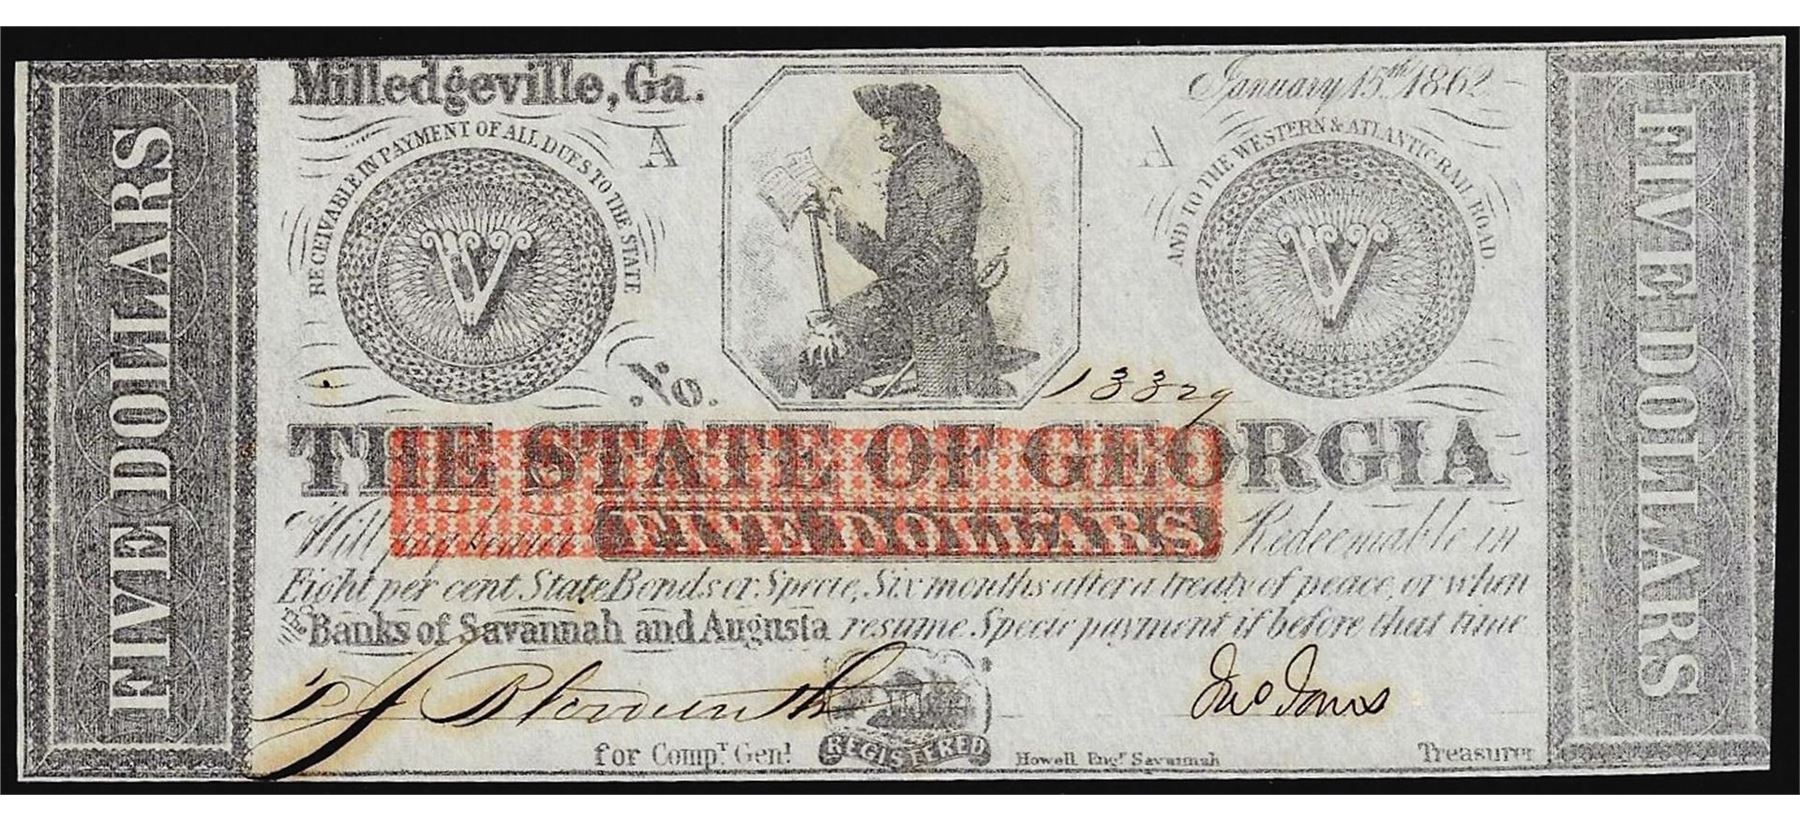 FIVE DOLLARS
Milledgeville, Ga.
January 15th 1862
RECEIVABLE IN PAYMENT OF ALL DUES TO THE STATE
A
A
AND TO THE WESTERN & ATLANTIC RAIL ROAD.
V
V
No. 13329
THE STATE OF GEORGIA
Will pay bearer FIVE DOLLARS Redeemable in
Eight per cent State Bonds or Specie, Six months after a treaty of peace, or when
The Banks of Savannah and Augusta resume Specie payment if before that time
Jno Jones
for Compt. Genl.
REGISTERED
Howell Engr. Savannah
Treasurer
FIVE DOLLARS